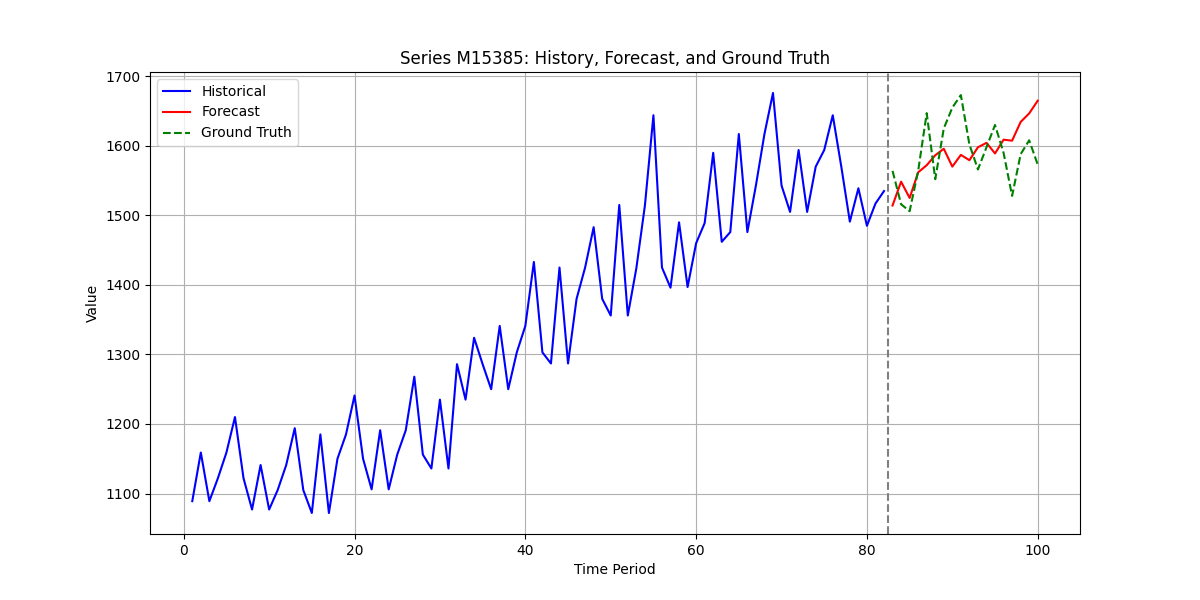 Series M15385: History, Forecast, and Ground Truth
Historical
Forecast
Ground Truth
1700
1600
1500
1400
1300
1200
1100
Value
0 20 40 60 80 100
Time Period